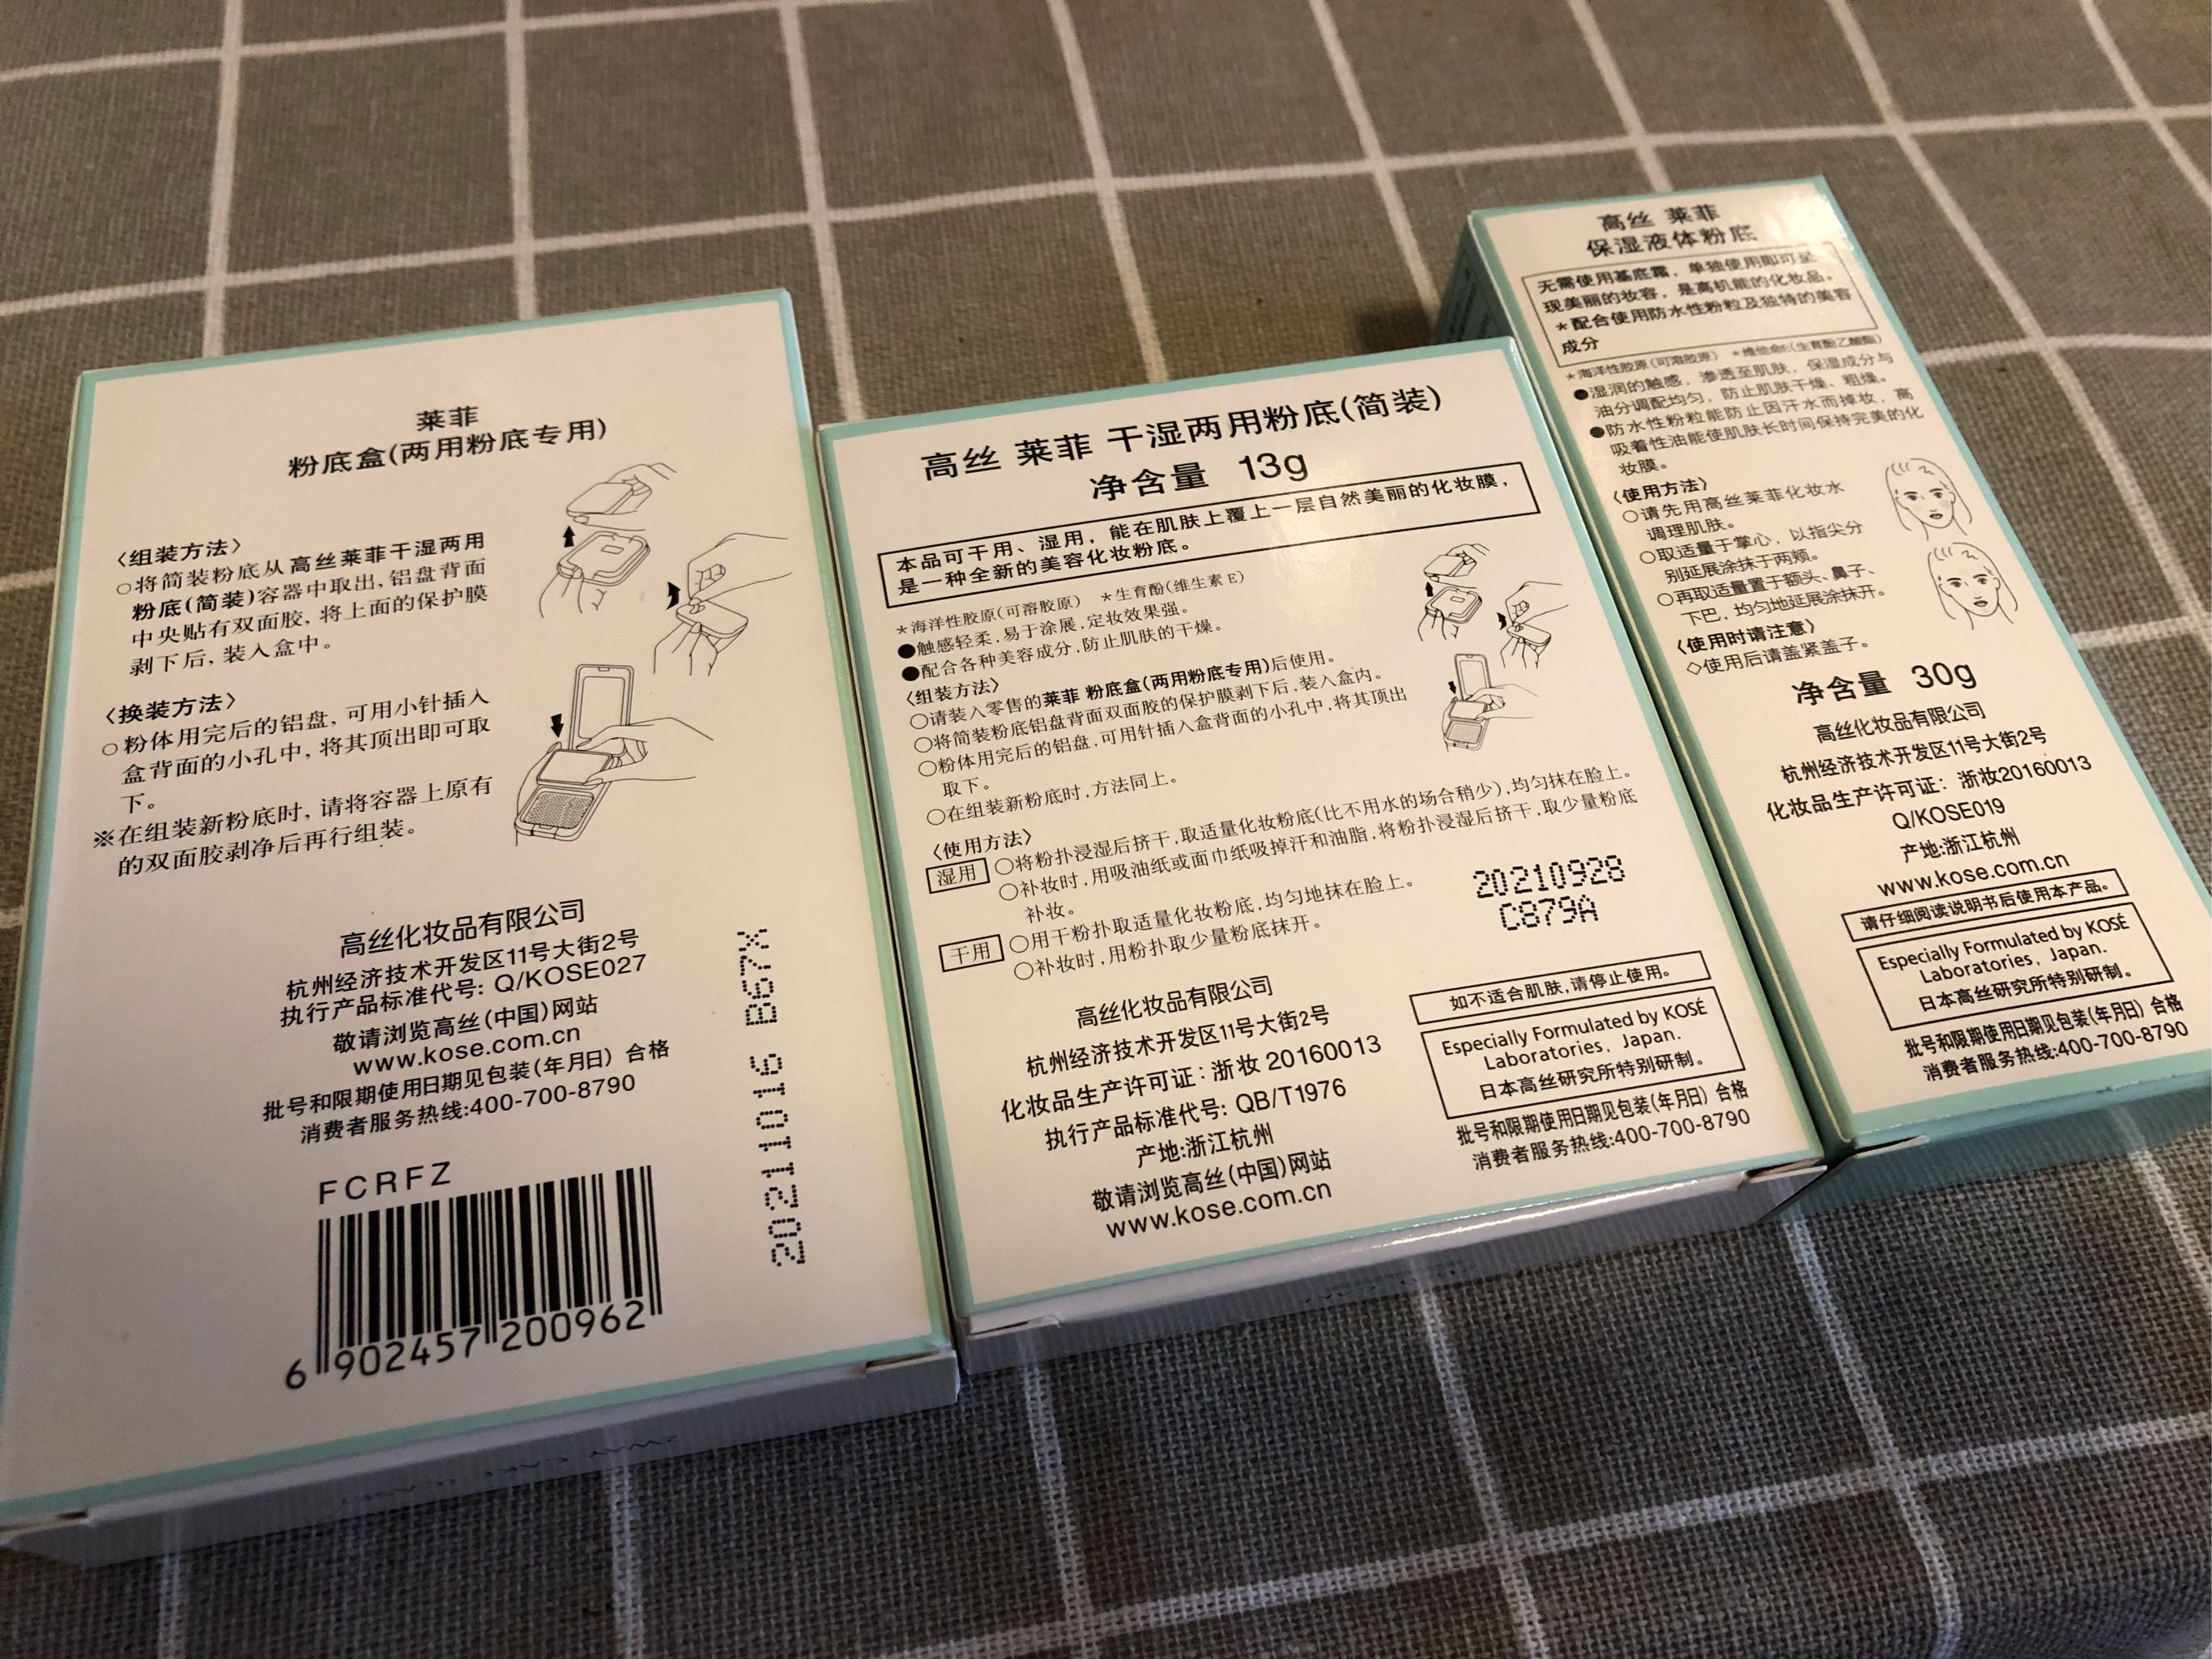 莱菲
粉底盒(两用粉底专用)
〈组装方法〉
○将简装粉底从高丝莱菲干湿两用
粉底(简装)容器中取出,铝盘背面
中央贴有双面胶,将上面的保护膜
剥下后,装入盒中。
〈换装方法〉
○粉体用完后的铝盘,可用小针插入
盒背面的小孔中,将其顶出即可取
下。
※在组装新粉底时,请将容器上原有
的双面胶剥净后再行组装。
高丝化妆品有限公司
杭州经济技术开发区11号大街2号
执行产品标准代号: Q/KOSE027
敬请浏览高丝(中国)网站
www.kose.com.cn
批号和限期使用日期见包装(年月日) 合格
消费者服务热线:400-700-8790
FCRFZ
6 902457 200962
20211016 B67X
高丝 莱菲 干湿两用粉底(简装)
净含量 13g
本品可干用、湿用，能在肌肤上覆上一层自然美丽的化妆膜，
是一种全新的美容化妆粉底。
*海洋性胶原(可溶胶原) *生育酚(维生素E)
●触感轻柔,易于涂展,定妆效果强。
●配合各种美容成分,防止肌肤的干燥。
〈组装方法〉
○请装入零售的莱菲 粉底盒(两用粉底专用)后使用。
○将简装粉底铝盘背面双面胶的保护膜剥下后,装入盒内。
○粉体用完后的铝盘,可用针插入盒背面的小孔中,将其顶出
取下。
○在组装新粉底时,方法同上。
〈使用方法〉
湿用 ○将粉扑浸湿后挤干,取适量化妆粉底(比不用水的场合稍少),均匀抹在脸上。
○补妆时,用吸油纸或面巾纸吸掉汗和油脂,将粉扑浸湿后挤干,取少量粉底
补妆。
干用 ○用干粉扑取适量化妆粉底,均匀地抹在脸上。
○补妆时,用粉扑取少量粉底抹开。
20210928
C879A
高丝化妆品有限公司
杭州经济技术开发区11号大街2号
化妆品生产许可证: 浙妆 20160013
执行产品标准代号: QB/T1976
产地:浙江杭州
敬请浏览高丝(中国)网站
www.kose.com.cn
如不适合肌肤,请停止使用。
Especially Formulated by KOSÉ
Laboratories, Japan.
日本高丝研究所特别研制。
批号和限期使用日期见包装(年月日) 合格
消费者服务热线:400-700-8790
高丝 莱菲
保湿液体粉底
无需使用基底霜，单独使用即可呈
现美丽的妆容，是高机能的化妆品。
*配合使用防水性粉粒及独特的美容
成分
*海洋性胶原(可溶胶原) *维他命E(生育酚乙酸酯)
●湿润的触感，渗透至肌肤，保湿成分与
油分调配均匀，防止肌肤干燥、粗燥。
●防水性粉粒能防止因汗水而掉妆，高
吸着性油能使肌肤长时间保持完美的化
妆膜。
〈使用方法〉
○请先用高丝莱菲化妆水
调理肌肤。
○取适量于掌心，以指尖分
别延展涂抹于两颊。
○再取适量置于额头、鼻子、
下巴，均匀地延展涂抹开。
〈使用时请注意〉
◇使用后请盖紧盖子。
净含量 30g
高丝化妆品有限公司
杭州经济技术开发区11号大街2号
化妆品生产许可证: 浙妆20160013
Q/KOSE019
产地:浙江杭州
www.kose.com.cn
请仔细阅读说明书后使用本产品。
Especially Formulated by KOSÉ
Laboratories, Japan.
日本高丝研究所特别研制。
批号和限期使用日期见包装(年月日) 合格
消费者服务热线:400-700-8790